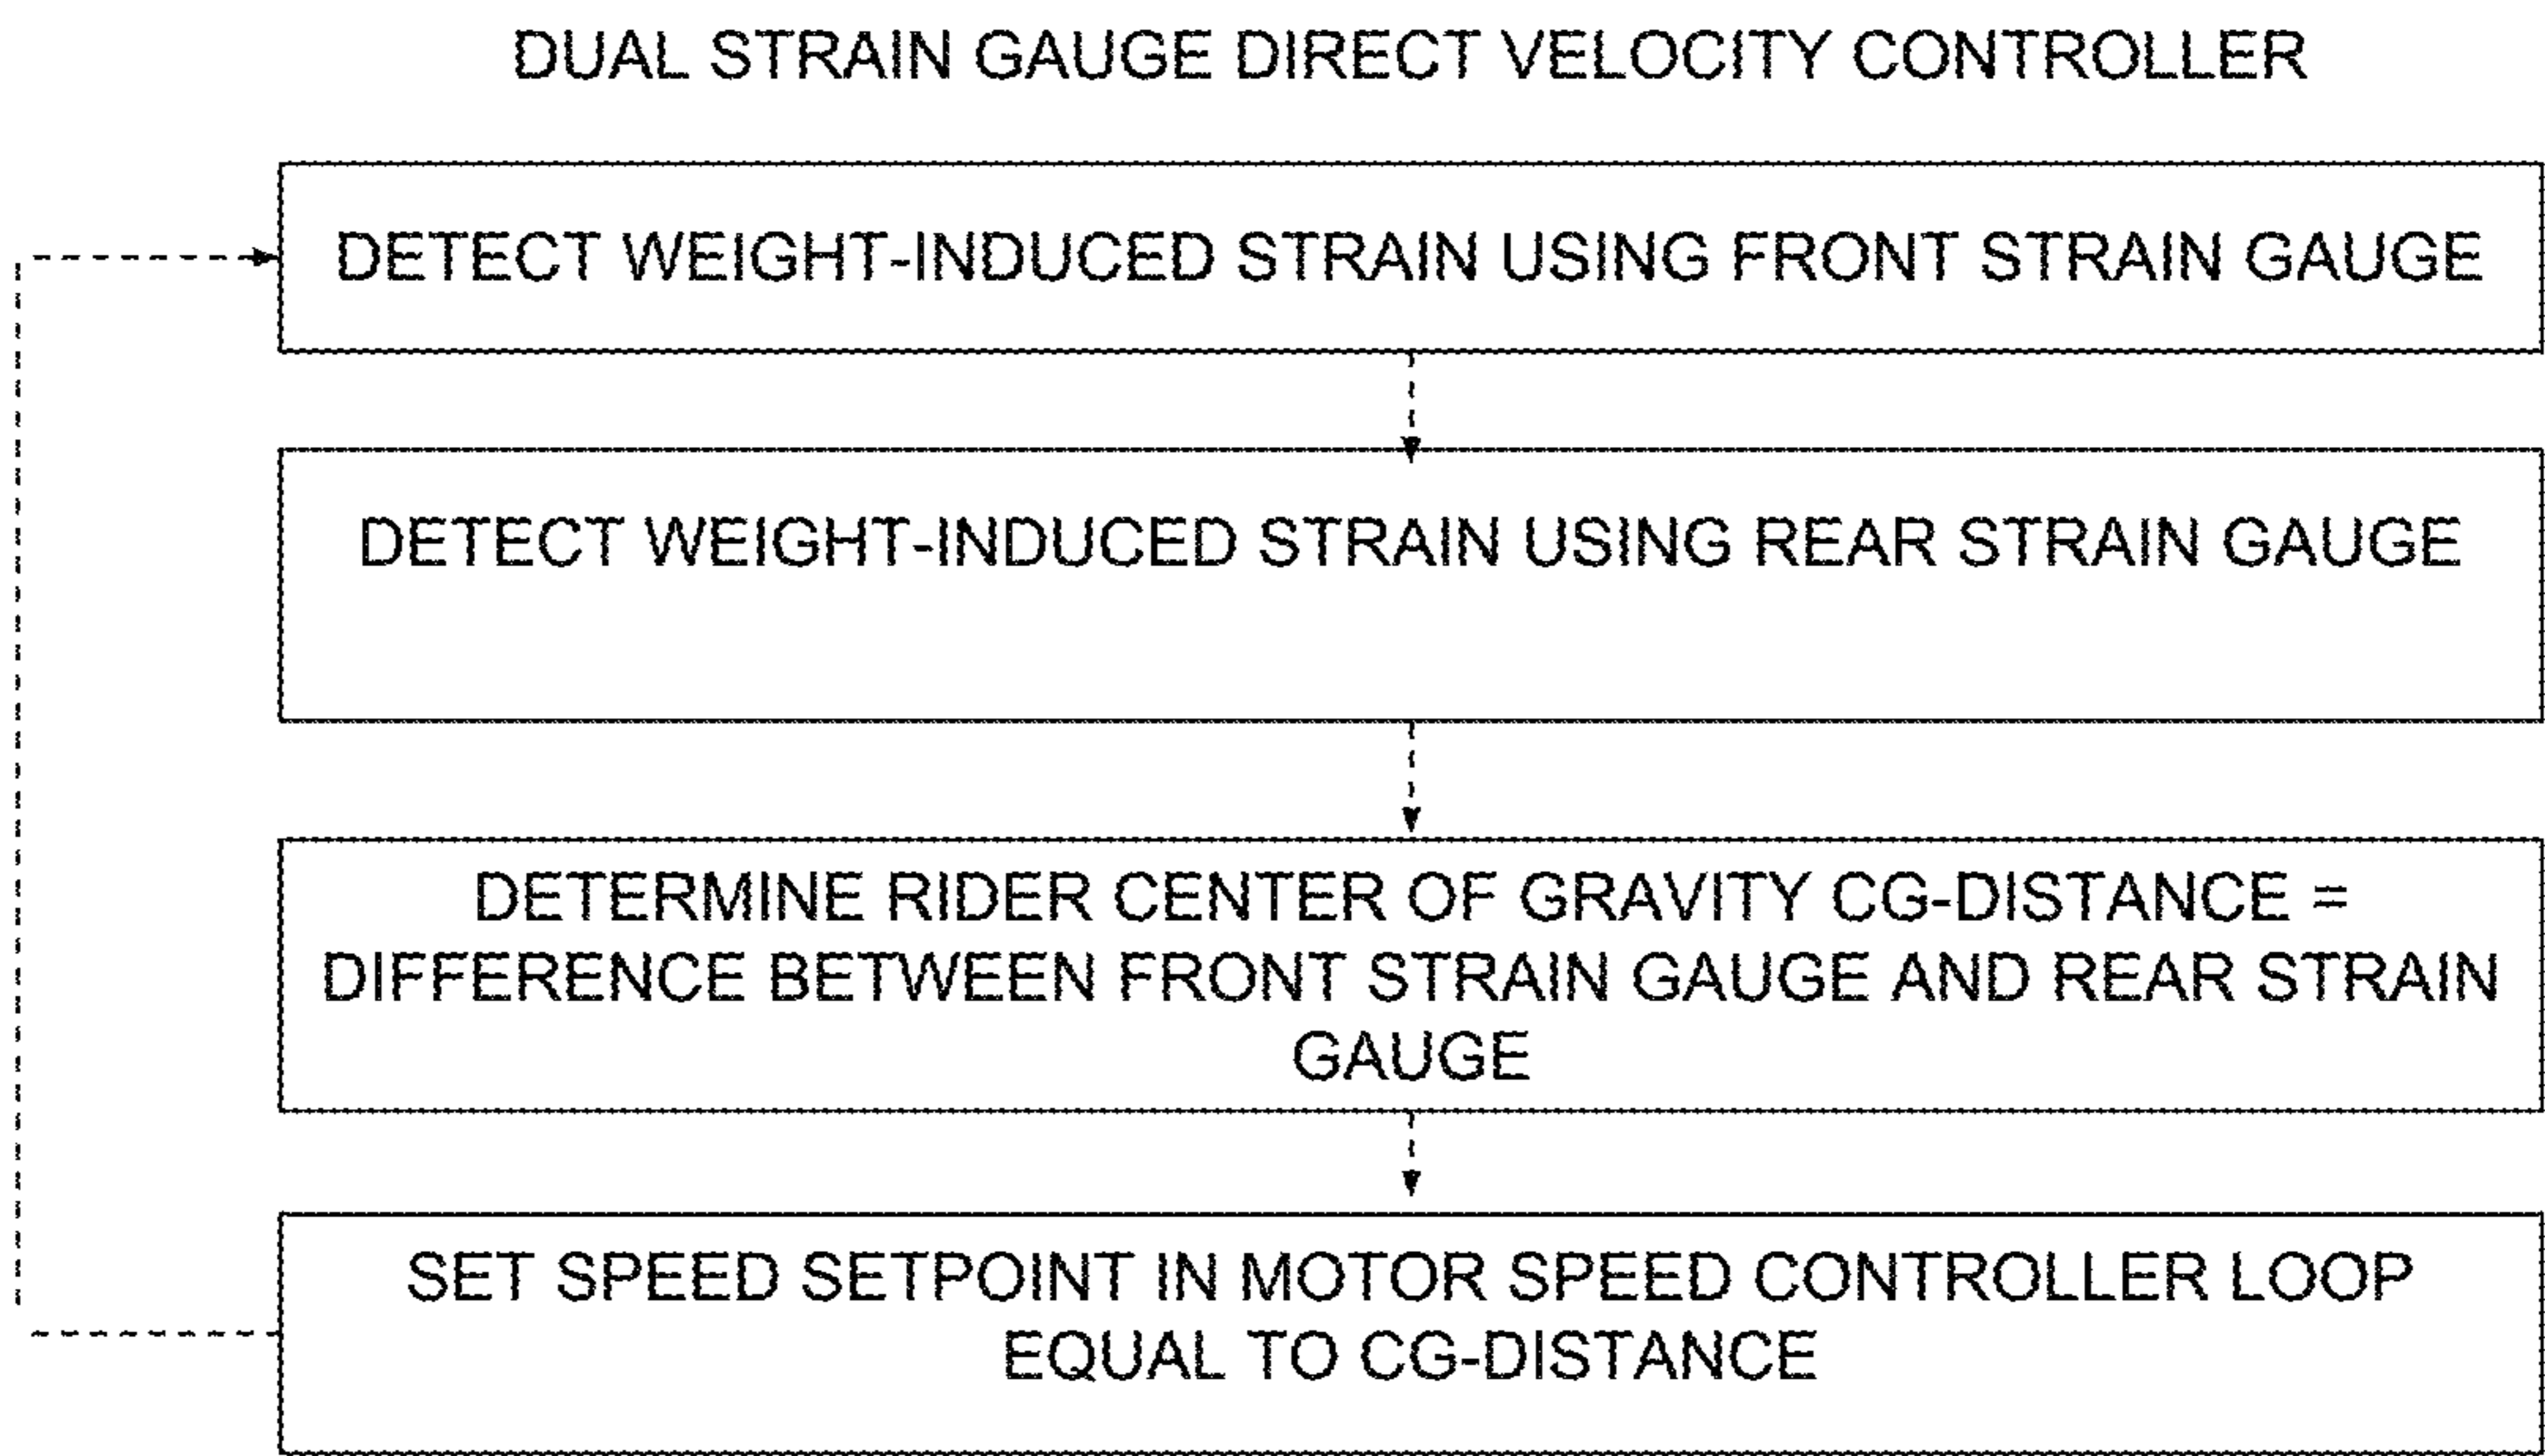 DUAL STRAIN GAUGE DIRECT VELOCITY CONTROLLER
DETECT WEIGHT-INDUCED STRAIN USING FRONT STRAIN GAUGE
DETECT WEIGHT-INDUCED STRAIN USING REAR STRAIN GAUGE
DETERMINE RIDER CENTER OF GRAVITY CG-DISTANCE =
DIFFERENCE BETWEEN FRONT STRAIN GAUGE AND REAR STRAIN
GAUGE
SET SPEED SETPOINT IN MOTOR SPEED CONTROLLER LOOP
EQUAL TO CG-DISTANCE